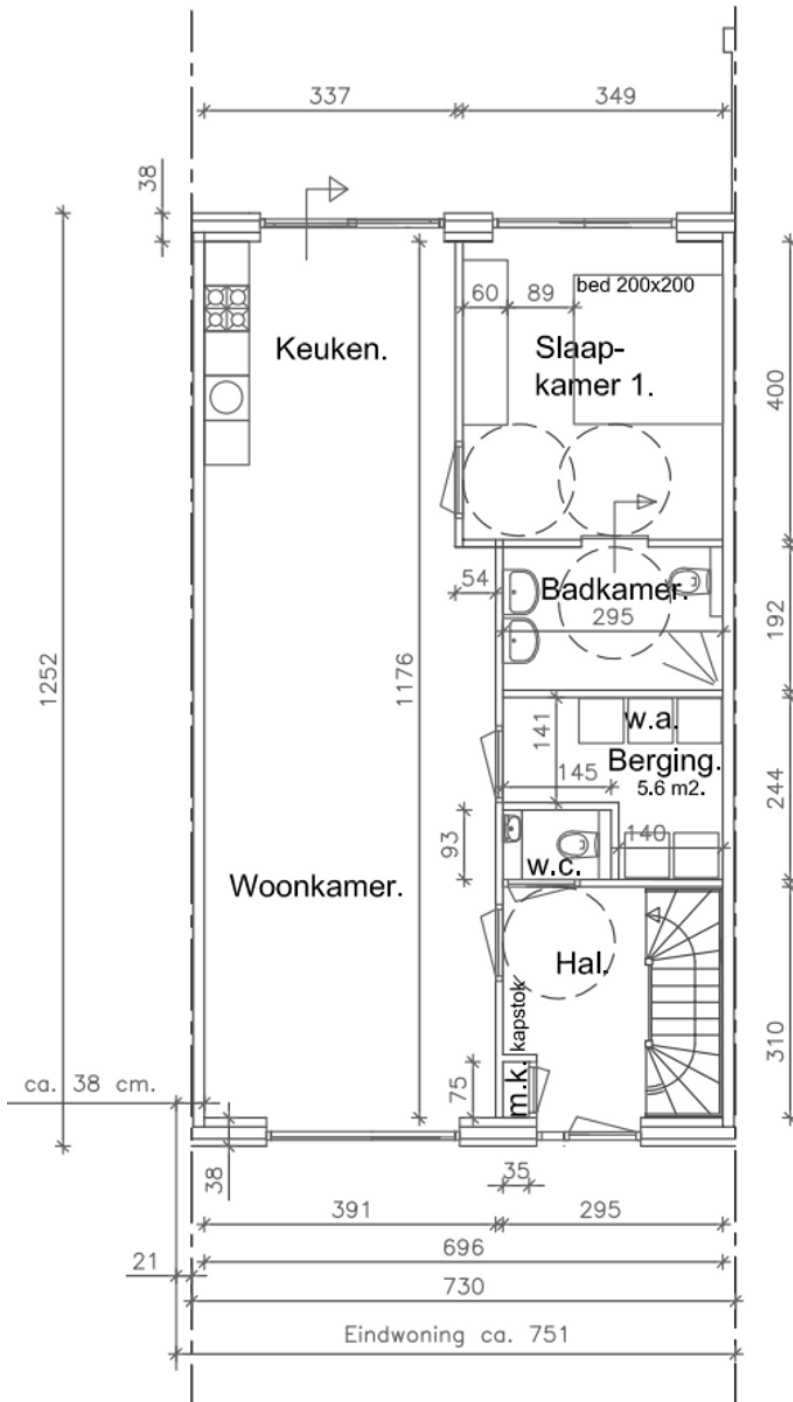 337
349
38
60
89
bed 200x200
Keuken.
Slaap-
kamer 1.
400
54
Badkamer.
295
192
1252
1176
w.a.
141
Berging.
145
5.6 m2.
244
93
140
w.c.
Woonkamer.
Hal.
kapstok
310
ca. 38 cm.
75
m.k.
38
35
391
295
696
21
730
Eindwoning ca. 751